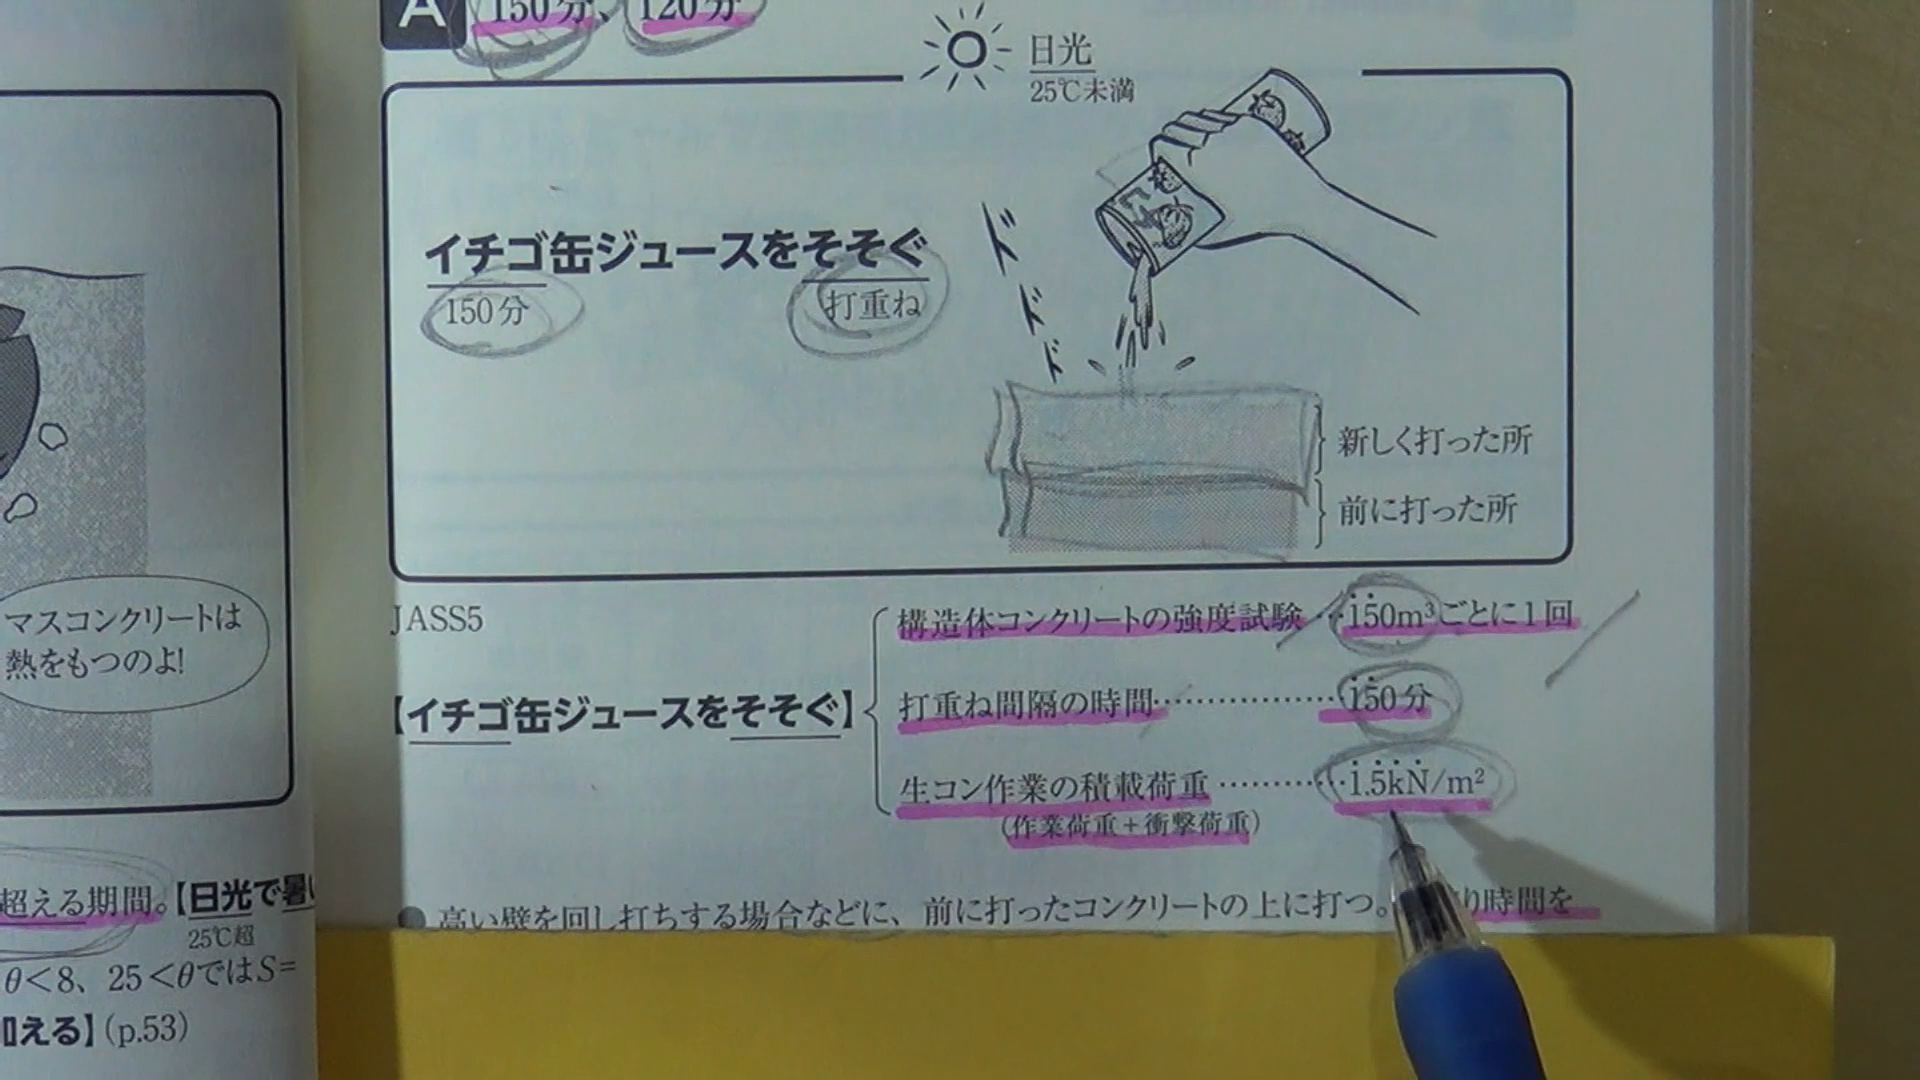 A 150分、120分
日光
25℃未満
イチゴ缶ジュースをそそぐ
150分 打重ね
ド
ド
ド
新しく打った所
前に打った所
JASS5
構造体コンクリートの強度試験…150m³ごとに1回
【イチゴ缶ジュースをそそぐ】
打重ね間隔の時間………………150分
生コン作業の積載荷重…………1.5kN/m²
(作業荷重+衝撃荷重)
高い壁を回し打ちする場合などに、前に打ったコンクリートの上に打つ。
り時間を
マスコンクリートは
熱をもつのよ!
超える期間。【日光で暑い
25℃超
θ<8、25<θではS=
える】(p.53)